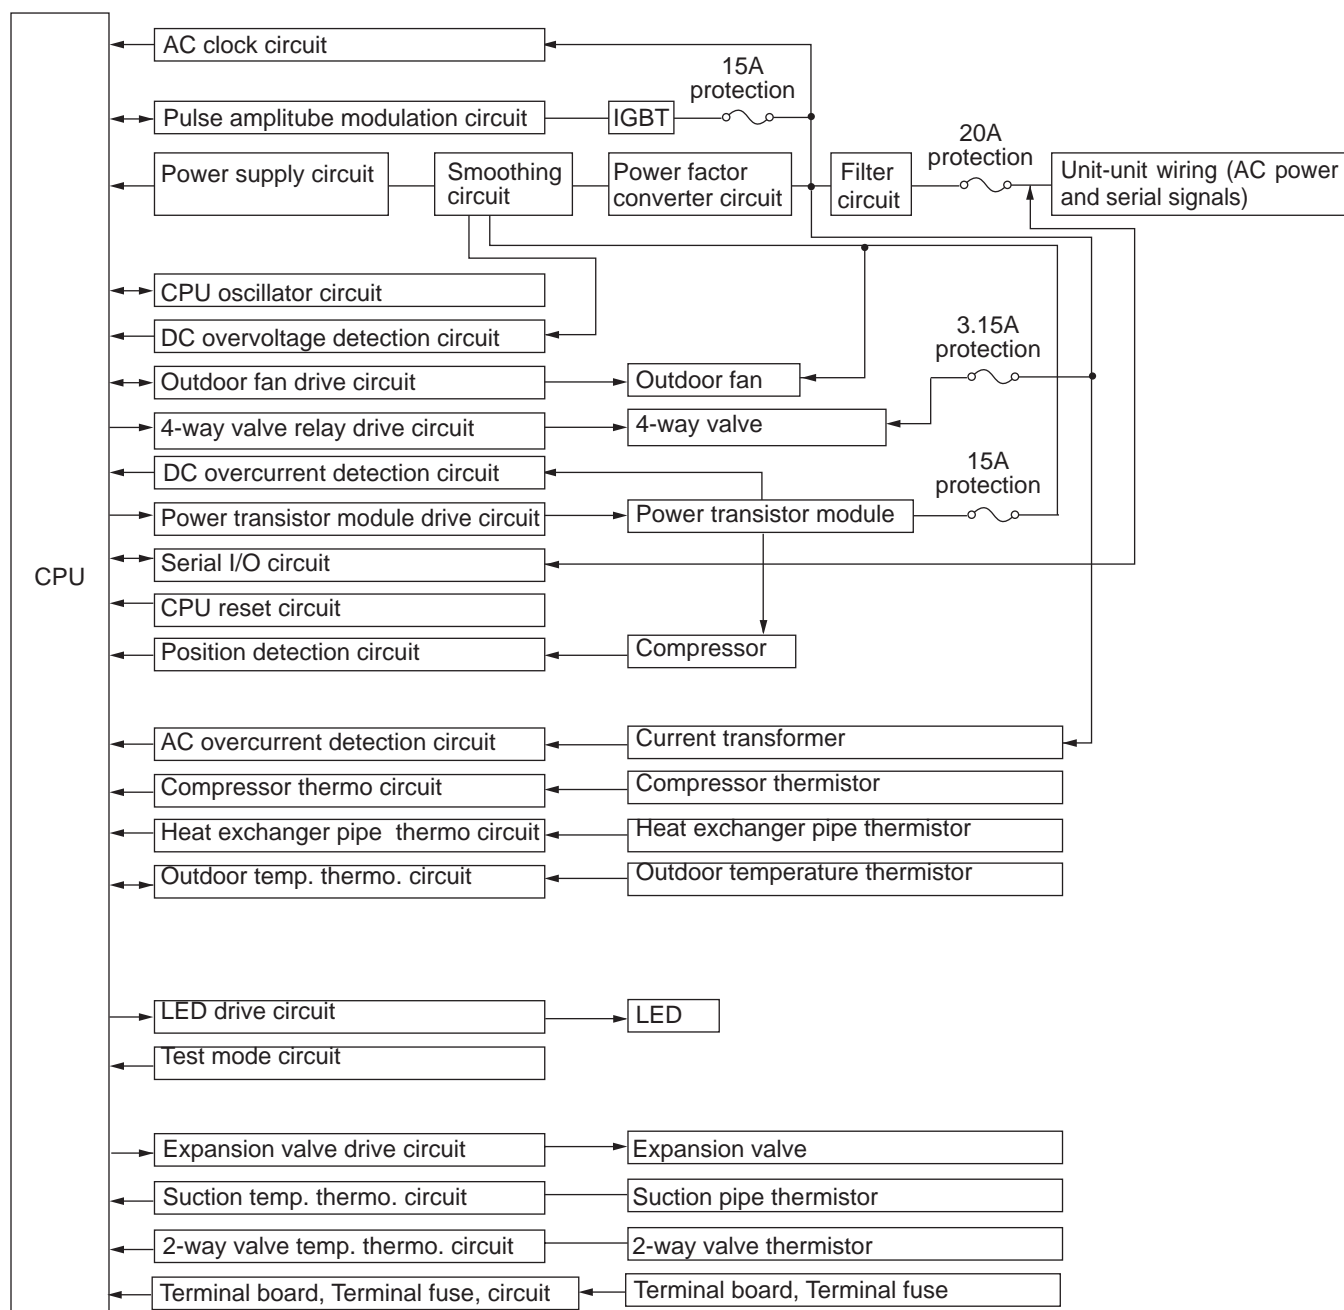 AC clock circuit
15A
protection
Pulse amplitube modulation circuit
IGBT
20A
protection
Power supply circuit
Smoothing
circuit
Power factor
converter circuit
Filter
circuit
Unit-unit wiring (AC power
and serial signals)
CPU oscillator circuit
DC overvoltage detection circuit
3.15A
protection
Outdoor fan drive circuit
Outdoor fan
4-way valve relay drive circuit
4-way valve
DC overcurrent detection circuit
15A
protection
Power transistor module drive circuit
Power transistor module
Serial I/O circuit
CPU
CPU reset circuit
Position detection circuit
Compressor
AC overcurrent detection circuit
Current transformer
Compressor thermo circuit
Compressor thermistor
Heat exchanger pipe thermo circuit
Heat exchanger pipe thermistor
Outdoor temp. thermo. circuit
Outdoor temperature thermistor
LED drive circuit
LED
Test mode circuit
Expansion valve drive circuit
Expansion valve
Suction temp. thermo. circuit
Suction pipe thermistor
2-way valve temp. thermo. circuit
2-way valve thermistor
Terminal board, Terminal fuse, circuit
Terminal board, Terminal fuse